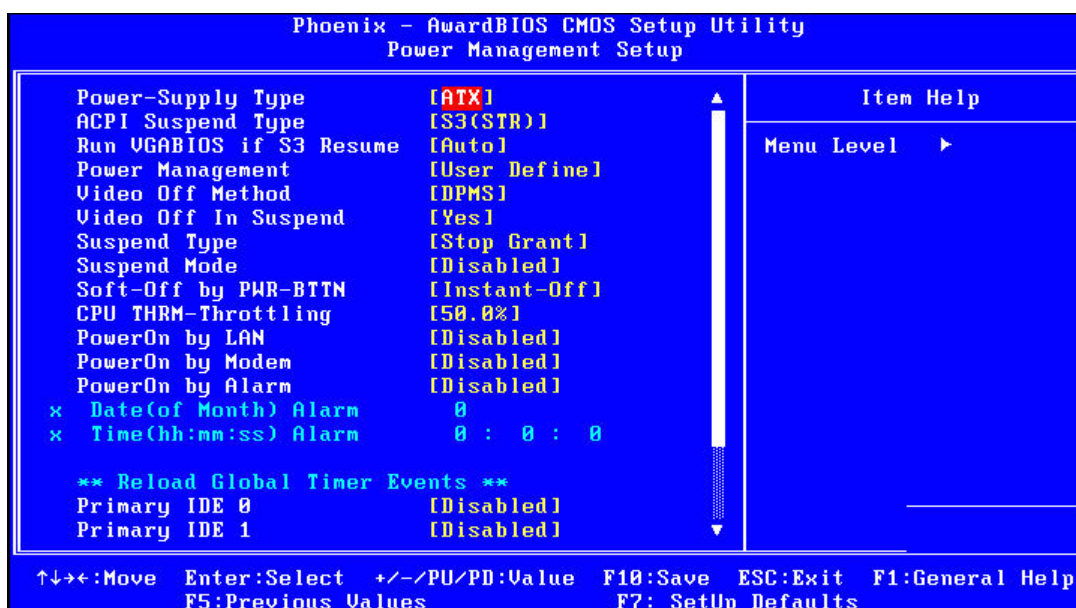 Phoenix - AwardBIOS CMOS Setup Utility
Power Management Setup
Power-Supply Type [ATX]
ACPI Suspend Type [S3(STR)]
Run VGABIOS if S3 Resume [Auto]
Power Management [User Define]
Video Off Method [DPMS]
Video Off In Suspend [Yes]
Suspend Type [Stop Grant]
Suspend Mode [Disabled]
Soft-Off by PWR-BTTN [Instant-Off]
CPU THRM-Throttling [50.0%]
PowerOn by LAN [Disabled]
PowerOn by Modem [Disabled]
PowerOn by Alarm [Disabled]
x Date(of Month) Alarm 0
x Time(hh:mm:ss) Alarm 0 : 0 : 0
** Reload Global Timer Events **
Primary IDE 0 [Disabled]
Primary IDE 1 [Disabled]
Item Help
Menu Level ►
↑↓→←:Move Enter:Select +/-/PU/PD:Value F10:Save ESC:Exit F1:General Help
F5:Previous Values F7: SetUp Defaults